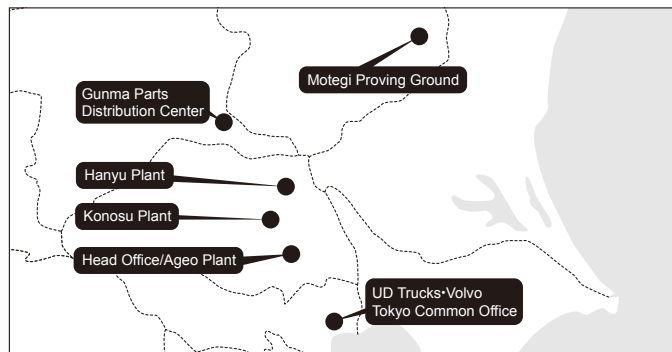 Motegi Proving Ground
Gunma Parts
Distribution Center
Hanyu Plant
Konosu Plant
Head Office/Ageo Plant
UD Trucks•Volvo
Tokyo Common Office